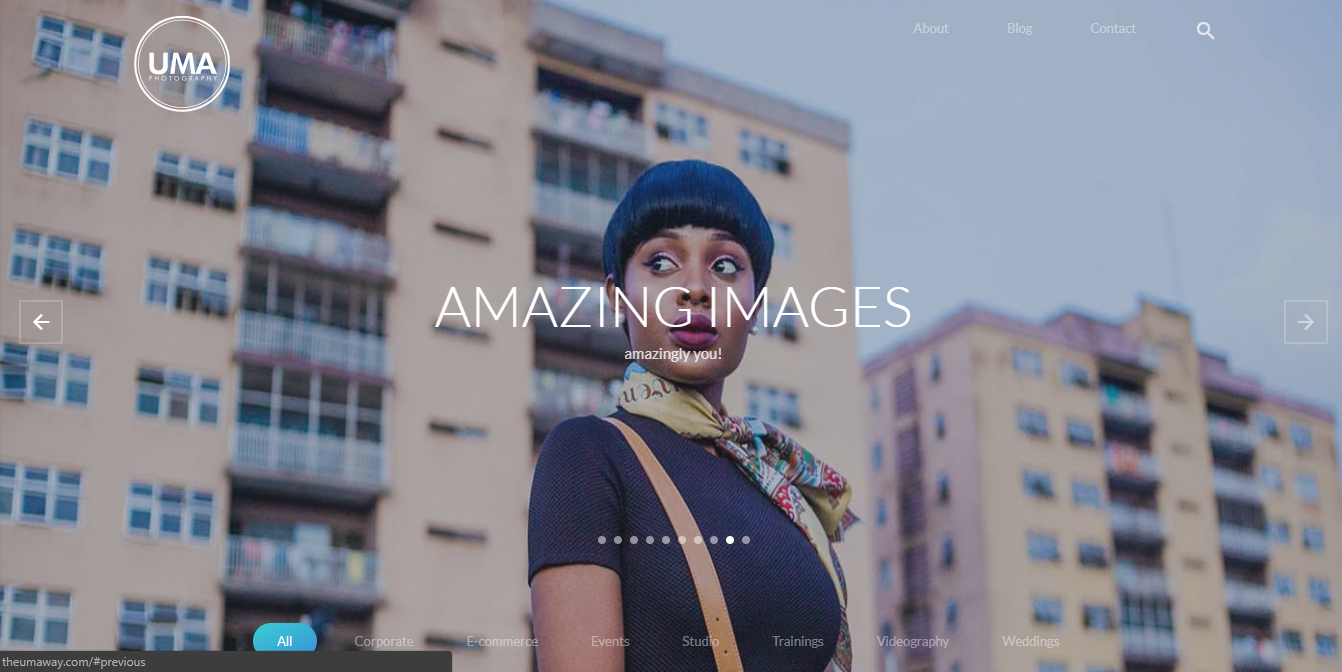 UMA
PHOTOGRAPHY
About Blog Contact
AMAZING IMAGES
amazingly you!
All Corporate E-commerce Events Studio Trainings Videography Weddings
theumaway.com/#previous